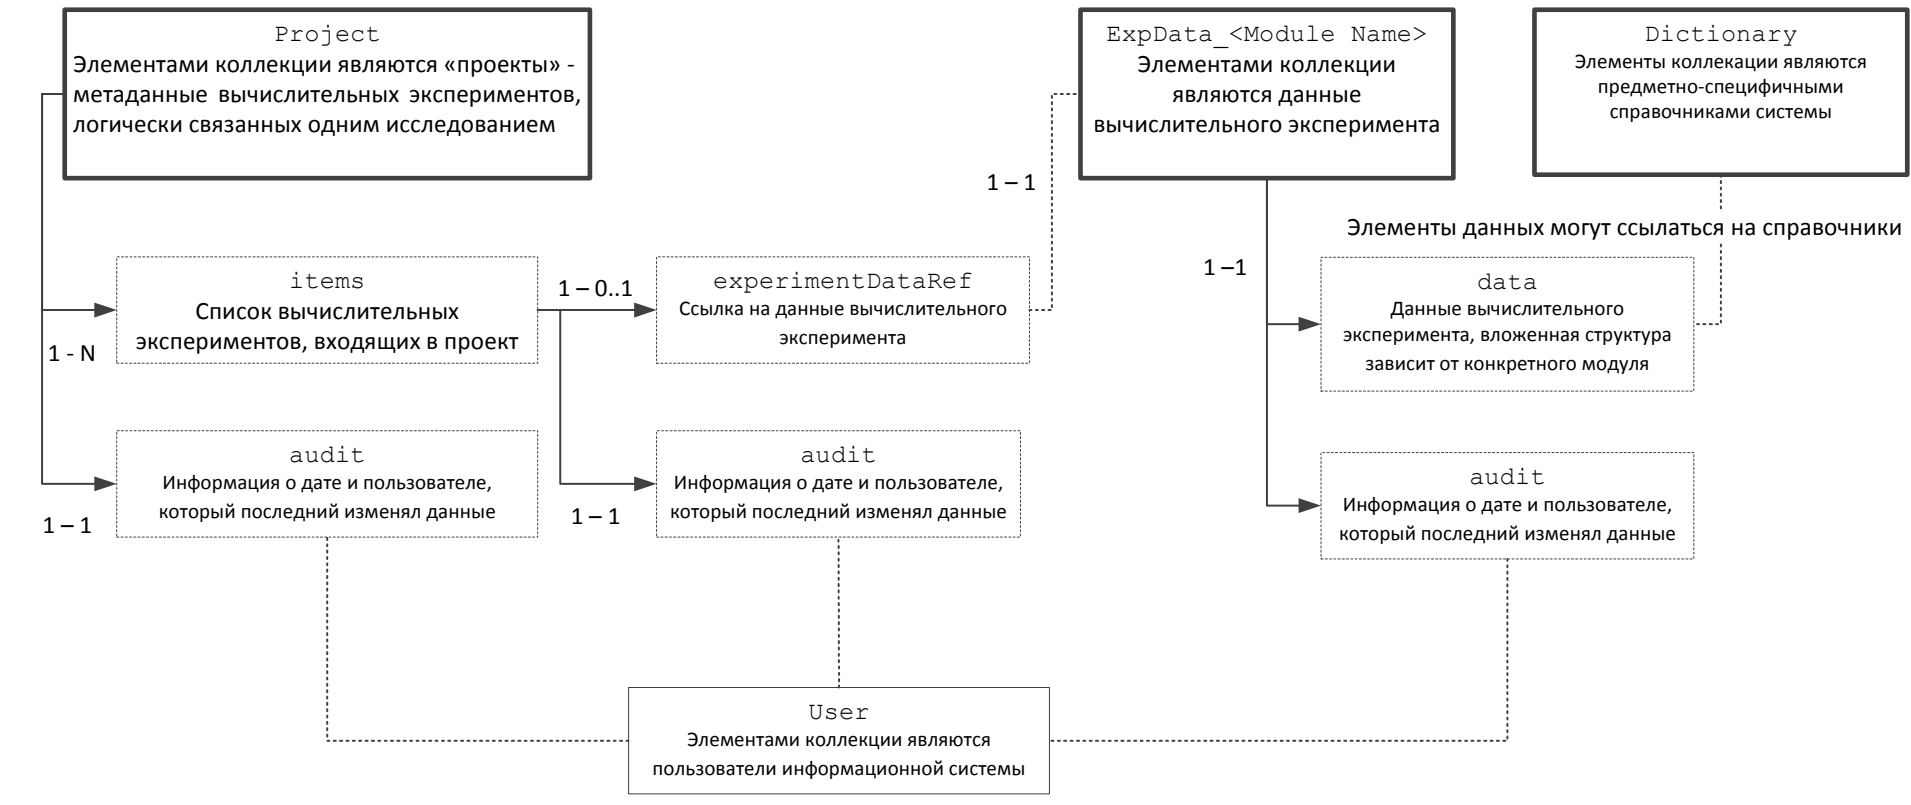 Project
Элементами коллекции являются «проекты» -
метаданные вычислительных экспериментов,
логически связанных одним исследованием
ExpData_<Module Name>
Элементами коллекции
являются данные
вычислительного эксперимента
Dictionary
Элементы коллекации являются
предметно-специфичными
справочниками системы
1 – 1
Элементы данных могут ссылаться на справочники
items
Список вычислительных
экспериментов, входящих в проект
1 - N
1 – 0..1
experimentDataRef
Ссылка на данные вычислительного
эксперимента
1 –1
data
Данные вычислительного
эксперимента, вложенная структура
зависит от конкретного модуля
audit
Информация о дате и пользователе,
который последний изменял данные
1 – 1
audit
Информация о дате и пользователе,
который последний изменял данные
1 – 1
audit
Информация о дате и пользователе,
который последний изменял данные
User
Элементами коллекции являются
пользователи информационной системы